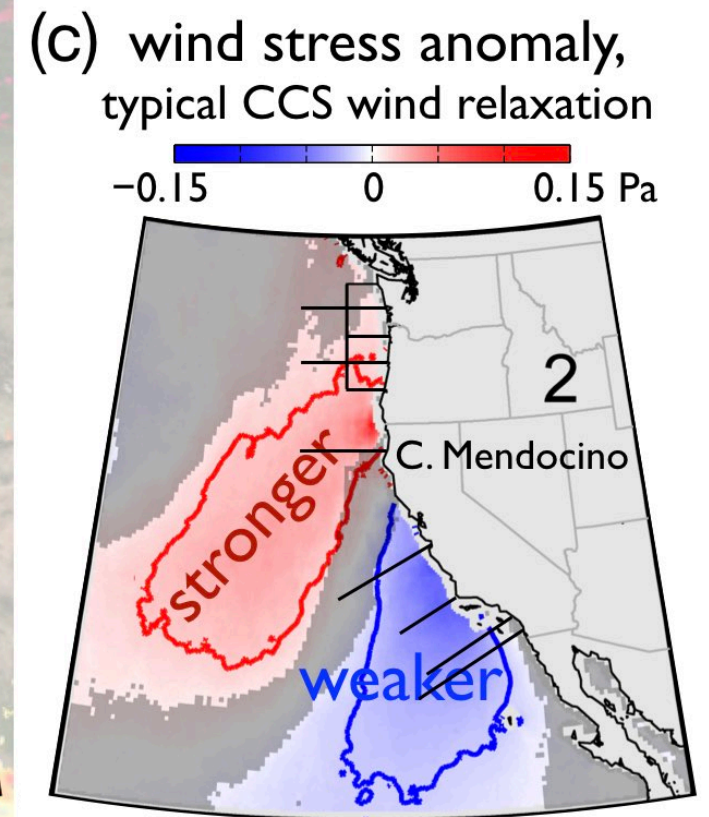 (c) wind stress anomaly,
typical CCS wind relaxation
−0.15 0 0.15 Pa
2
C. Mendocino
stronger
weaker